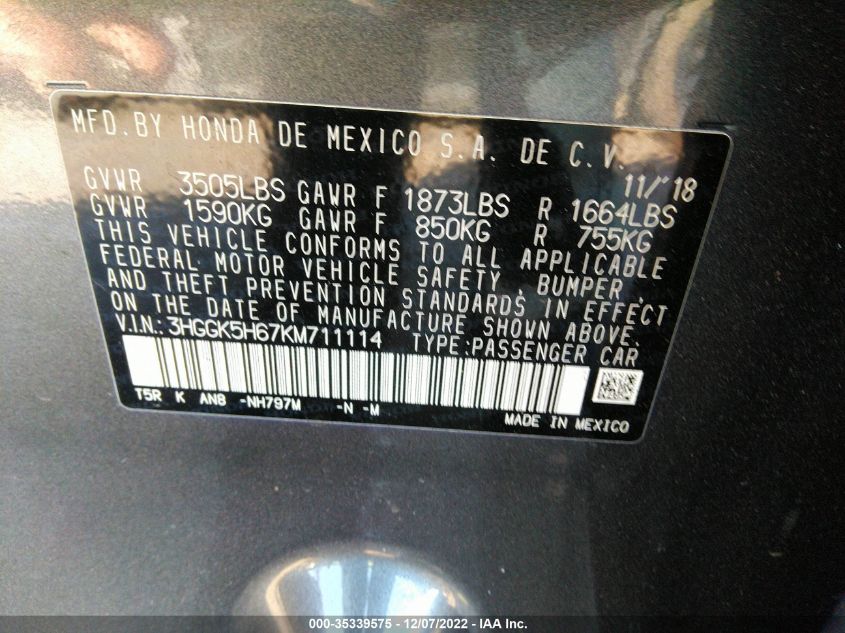 MFD. BY HONDA DE MEXICO S.A. DE C.V.
11/18
GVWR 3505LBS GAWR F 1873LBS R 1664LBS
GVWR 1590KG GAWR F 850KG R 755KG
THIS VEHICLE CONFORMS TO ALL APPLICABLE
FEDERAL MOTOR VEHICLE SAFETY, BUMPER,
AND THEFT PREVENTION STANDARDS IN EFFECT
ON THE DATE OF MANUFACTURE SHOWN ABOVE.
V.I.N.: 3HGGK5H67KM711114 TYPE:PASSENGER CAR
T5R K ANB -NH797M -N -M
MADE IN MEXICO
000-35339575 - 12/07/2022 - IAA Inc.